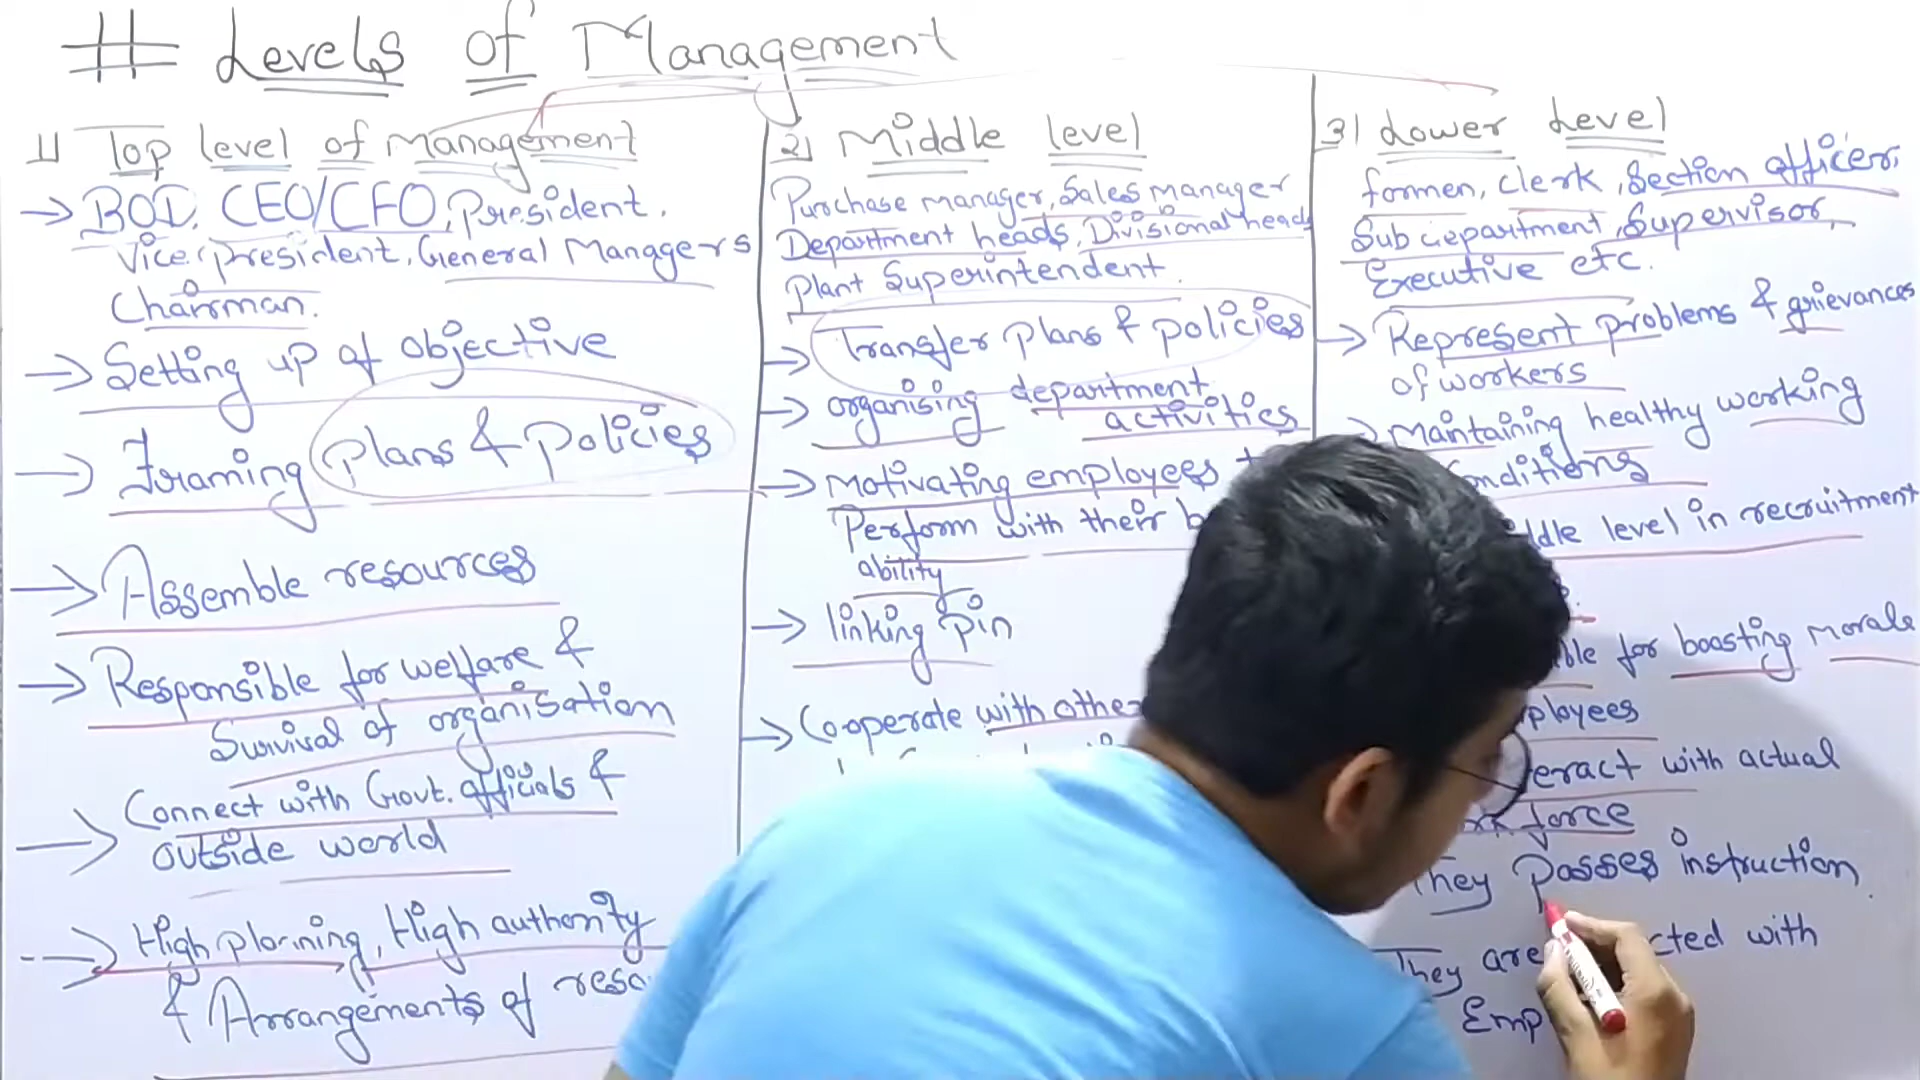 # Levels of Management
1) Top level of management
→ BOD, CEO/CFO, President,
Vice President, General Managers
Chairman.
→ Setting up of objective
→ Framing Plans & Policies
→ Assemble resources
→ Responsible for welfare &
Survival of organisation
→ Connect with Govt. officials &
outside world
→ High planning, High authority
& Arrangements of
2) Middle level
Purchase manager, Sales manager
Department heads, Divisional heads
Plant Superintendent.
→ Transfer Plans & policies
→ organising department
activities
→ Motivating employees
Perform with their
ability
→ linking Pin
→ Co-operate with
3) Lower Level
formen, clerk, Section officer,
Sub department, Supervisor,
Executive etc.
→ Represent problems & grievances
of workers
→ Maintaining healthy working
level in recruitment
for boosting morale
with actual
force
They Passes instruction.
They are with